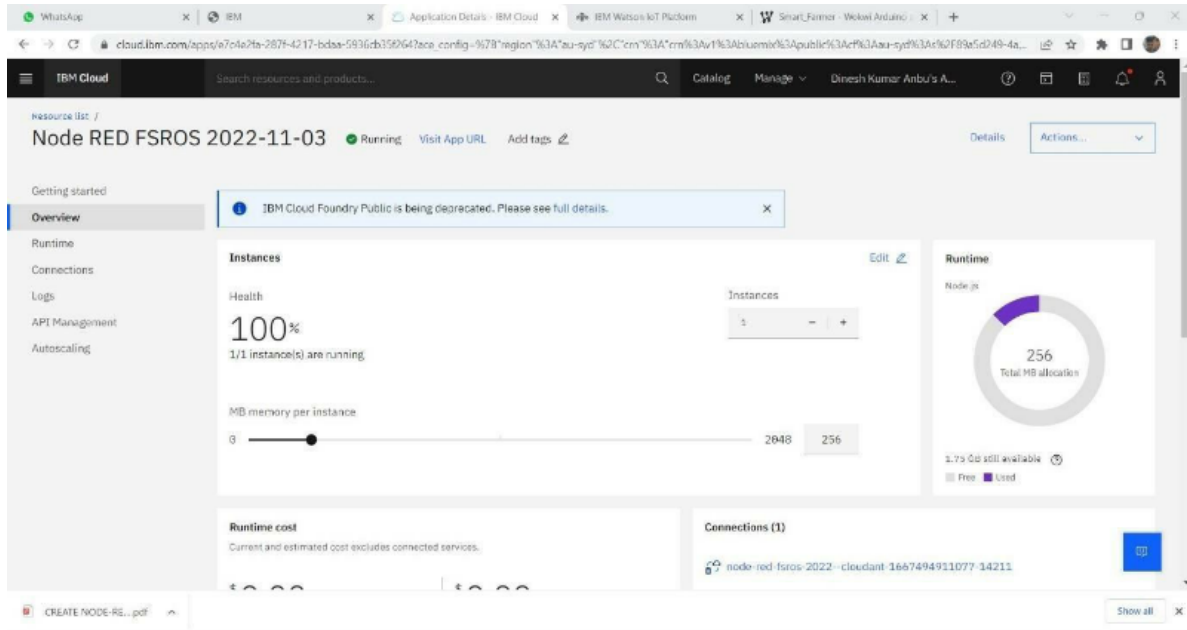 WhatsApp
IBM
Application Details - IBM Cloud
IBM Watson IoT Platform
Smart_Farmer - Wokwi Arduino
IBM Cloud
Search resources and products...
Catalog
Manage
Dinesh Kumar Anbu's A...
Resource list /
Node RED FSROS 2022-11-03
Running
Visit App URL
Add tags
Details
Actions...
Getting started
Overview
Runtime
Connections
Logs
API Management
Autoscaling
IBM Cloud Foundry Public is being deprecated. Please see full details.
Instances
Edit
Health
100%
1/1 instance(s) are running
Instances
MB memory per instance
0
2048
256
Runtime
Node.js
256
Total MB allocation
1.75 GB still available
Free
Used
Runtime cost
Current and estimated cost excludes connected services.
Connections (1)
node-red-fsros-2022--cloudant-1667494911077-14211
CREATE NODE-RE....pdf
Show all